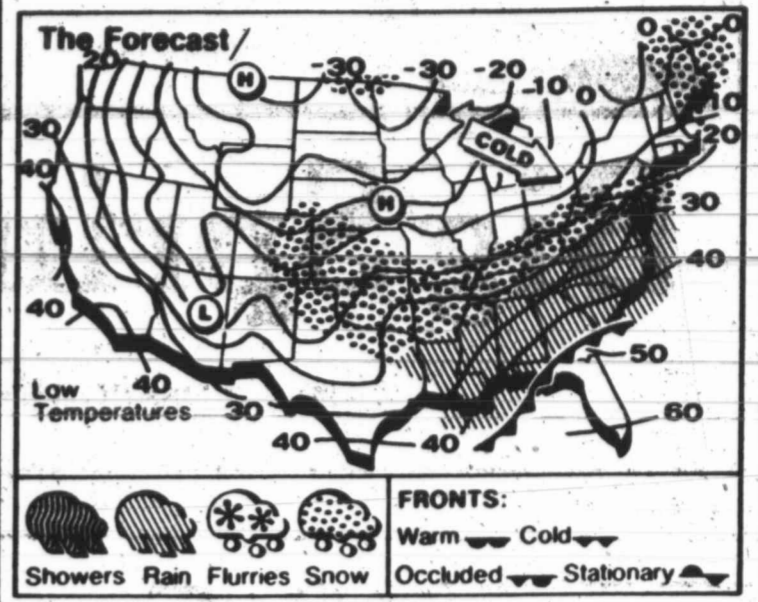 The Forecast
0 -0
20
H
-30 -30 -20 -10 0
-10
-20
30
COLD
40
H
30
40
L
40
50
Low
Temperatures
40
30
40
40
60
FRONTS:
Warm Cold
Showers Rain Flurries Snow
Occluded Stationary